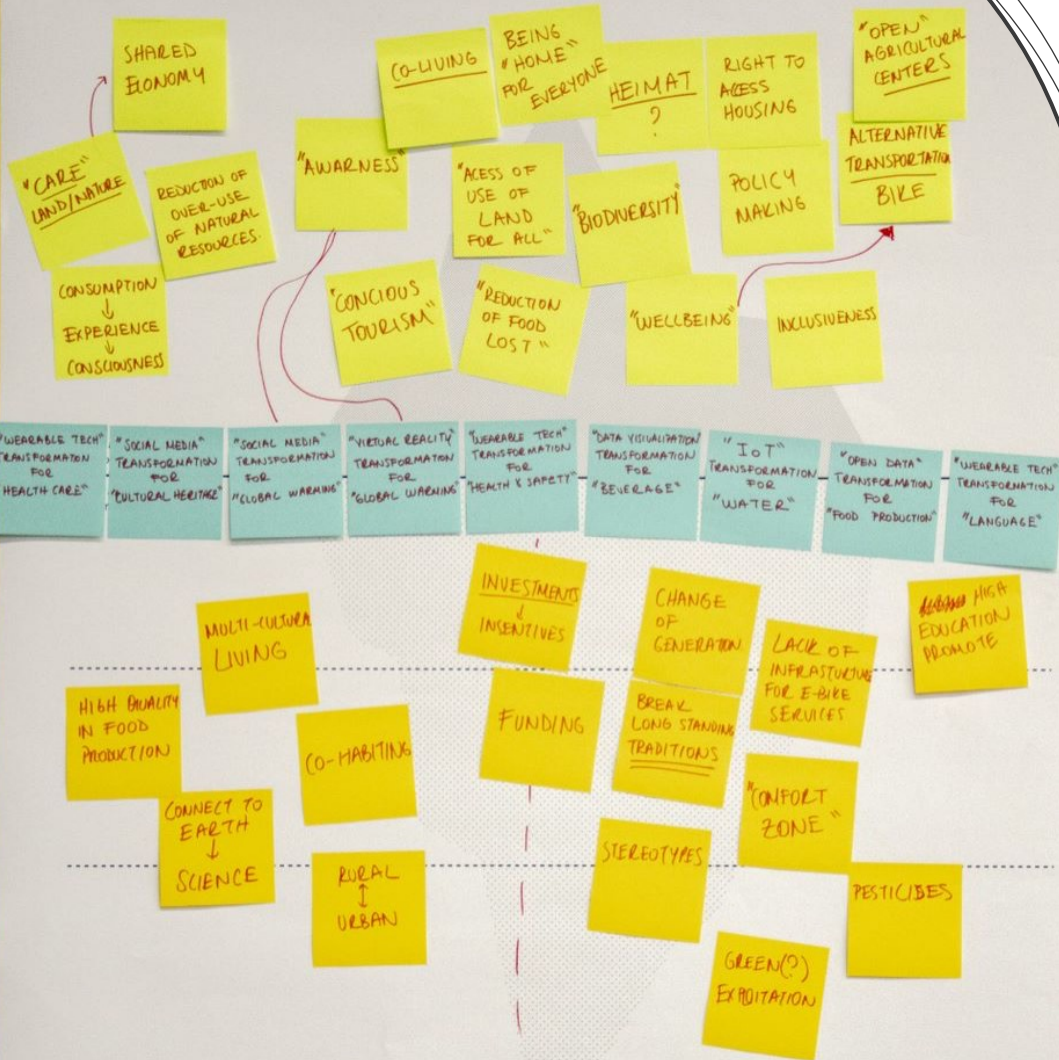 SHARED
EONOMY
CO-LIVING
BEING
"HOME"
FOR
EVERYONE
HEIMAT
?
RIGHT TO
ACESS
HOUSING
"OPEN"
AGRICULTURAL
CENTERS
"CARE"
LAND/NATURE
REDUCTION OF
OVER-USE
OF NATURAL
RESOURCES.
"AWARNESS"
"ACESS OF
USE OF
LAND
FOR ALL"
"BIODIVERSITY"
POLICY
MAKING
ALTERNATIVE
TRANSPORTATION
BIKE
CONSUMPTION
↓
EXPERIENCE
↓
CONSCIOUSNESS
"CONCIOUS
TOURISM"
"REDUCTION
OF FOOD
LOST"
"WELLBEING"
INCLUSIVENESS
"WEARABLE TECH"
TRANSFORMATION
FOR
"HEALTH CARE"
"SOCIAL MEDIA"
TRANSFORMATION
FOR
"CULTURAL HERITAGE"
"SOCIAL MEDIA"
TRANSFORMATION
FOR
"GLOBAL WARMING"
"VIRTUAL REALITY"
TRANSFORMATION
FOR
"GLOBAL WARNING"
"WEARABLE TECH"
TRANSFORMATION
FOR
"HEALTH & SAFETY"
"DATA VISUALIZATION"
TRANSFORMATION
FOR
"BEVERAGE"
"IoT"
TRANSFORMATION
FOR
"WATER"
"OPEN DATA"
TRANSFORMATION
FOR
"FOOD PRODUCTION"
"WEARABLE TECH"
TRANSFORMATION
FOR
"LANGUAGE"
MULTI-CULTURAL
LIVING
INVESTMENTS
↓
INSENTIVES
CHANGE
OF
GENERATION
LACK OF
INFRASTURTURE
FOR E-BIKE
SERVICES
HIGH
EDUCATION
PROMOTE
HIGH QUALITY
IN FOOD
PRODUCTION
CO-HABITING
FUNDING
BREAK
LONG STANDING
TRADITIONS
"CONFORT
ZONE"
CONNECT TO
EARTH
↓
SCIENCE
RURAL
↕
URBAN
STEREOTYPES
PESTICIDES
GREEN(?)
EXPLOITATION